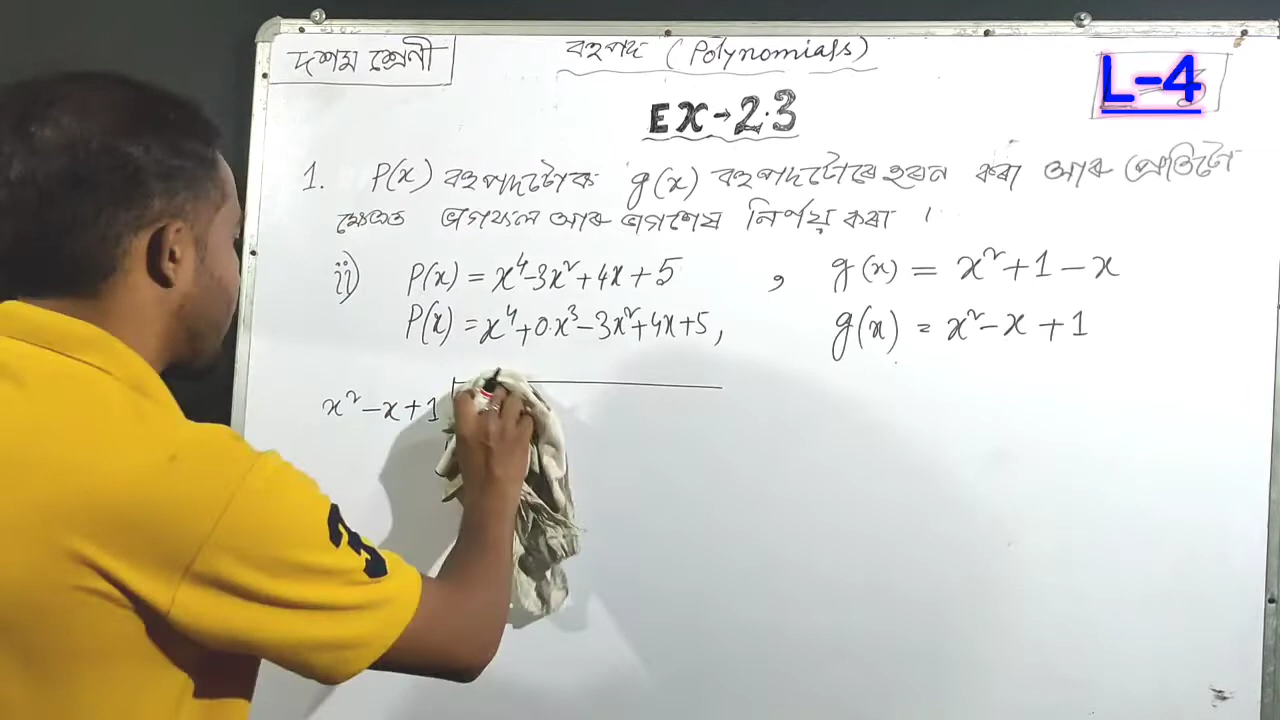 দশম শ্ৰেণী
বহুপদ (Polynomials)
L-4
EX→2.3
1. P(x) বহুপদটোক g(x) বহুপদটোৰে হৰণ কৰা আৰু প্ৰতিটো
ক্ষেত্ৰত ভাগফল আৰু ভাগশেষ নিৰ্ণয় কৰা ।
ii) P(x) = x⁴-3x²+4x+5 , g(x) = x²+1-x
P(x) = x⁴+0.x³-3x²+4x+5, g(x) = x²-x+1
x²-x+1